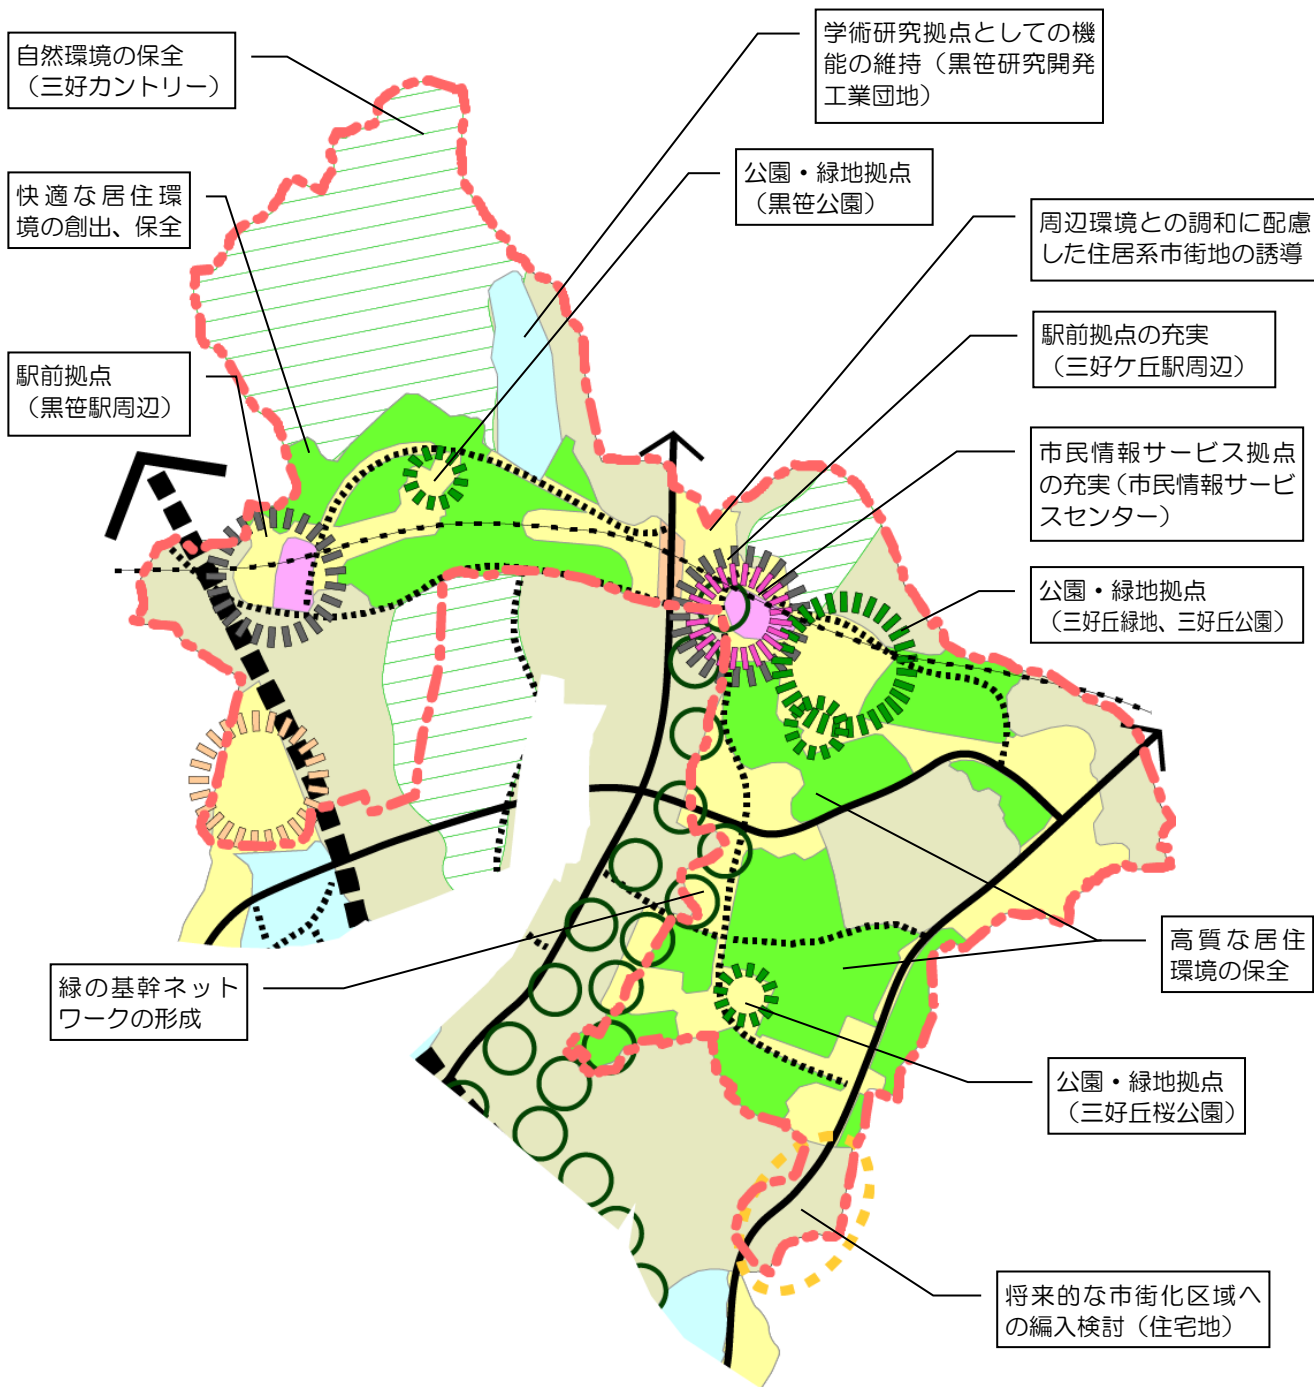 自然環境の保全
（三好カントリー）
学術研究拠点としての機
能の維持（黒笹研究開発
工業団地）
快適な居住環
境の創出、保全
公園・緑地拠点
（黒笹公園）
周辺環境との調和に配慮
した住居系市街地の誘導
駅前拠点
（黒笹駅周辺）
駅前拠点の充実
（三好ケ丘駅周辺）
市民情報サービス拠点
の充実（市民情報サービ
スセンター）
公園・緑地拠点
（三好丘緑地、三好丘公園）
高質な居住
環境の保全
緑の基幹ネット
ワークの形成
公園・緑地拠点
（三好丘桜公園）
将来的な市街化区域へ
の編入検討（住宅地）